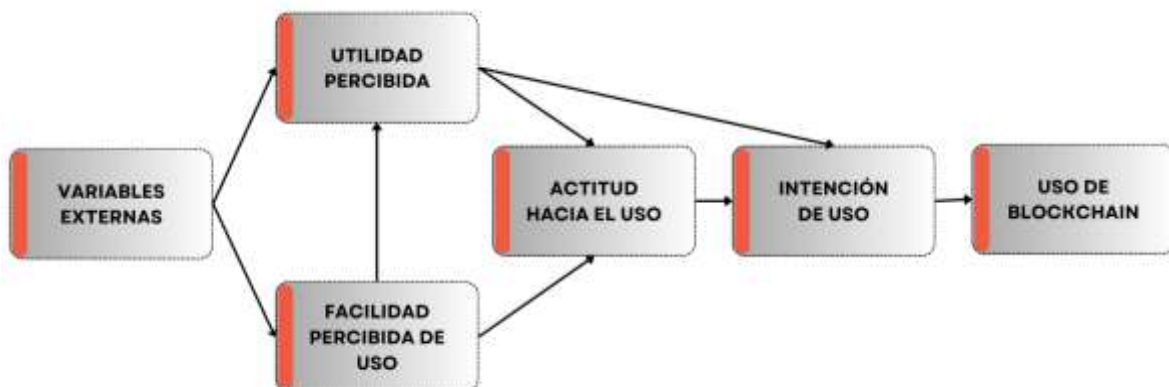 UTILIDAD
PERCIBIDA
VARIABLES
EXTERNAS
ACTITUD
HACIA EL USO
INTENCIÓN
DE USO
USO DE
BLOCKCHAIN
FACILIDAD
PERCIBIDA DE
USO